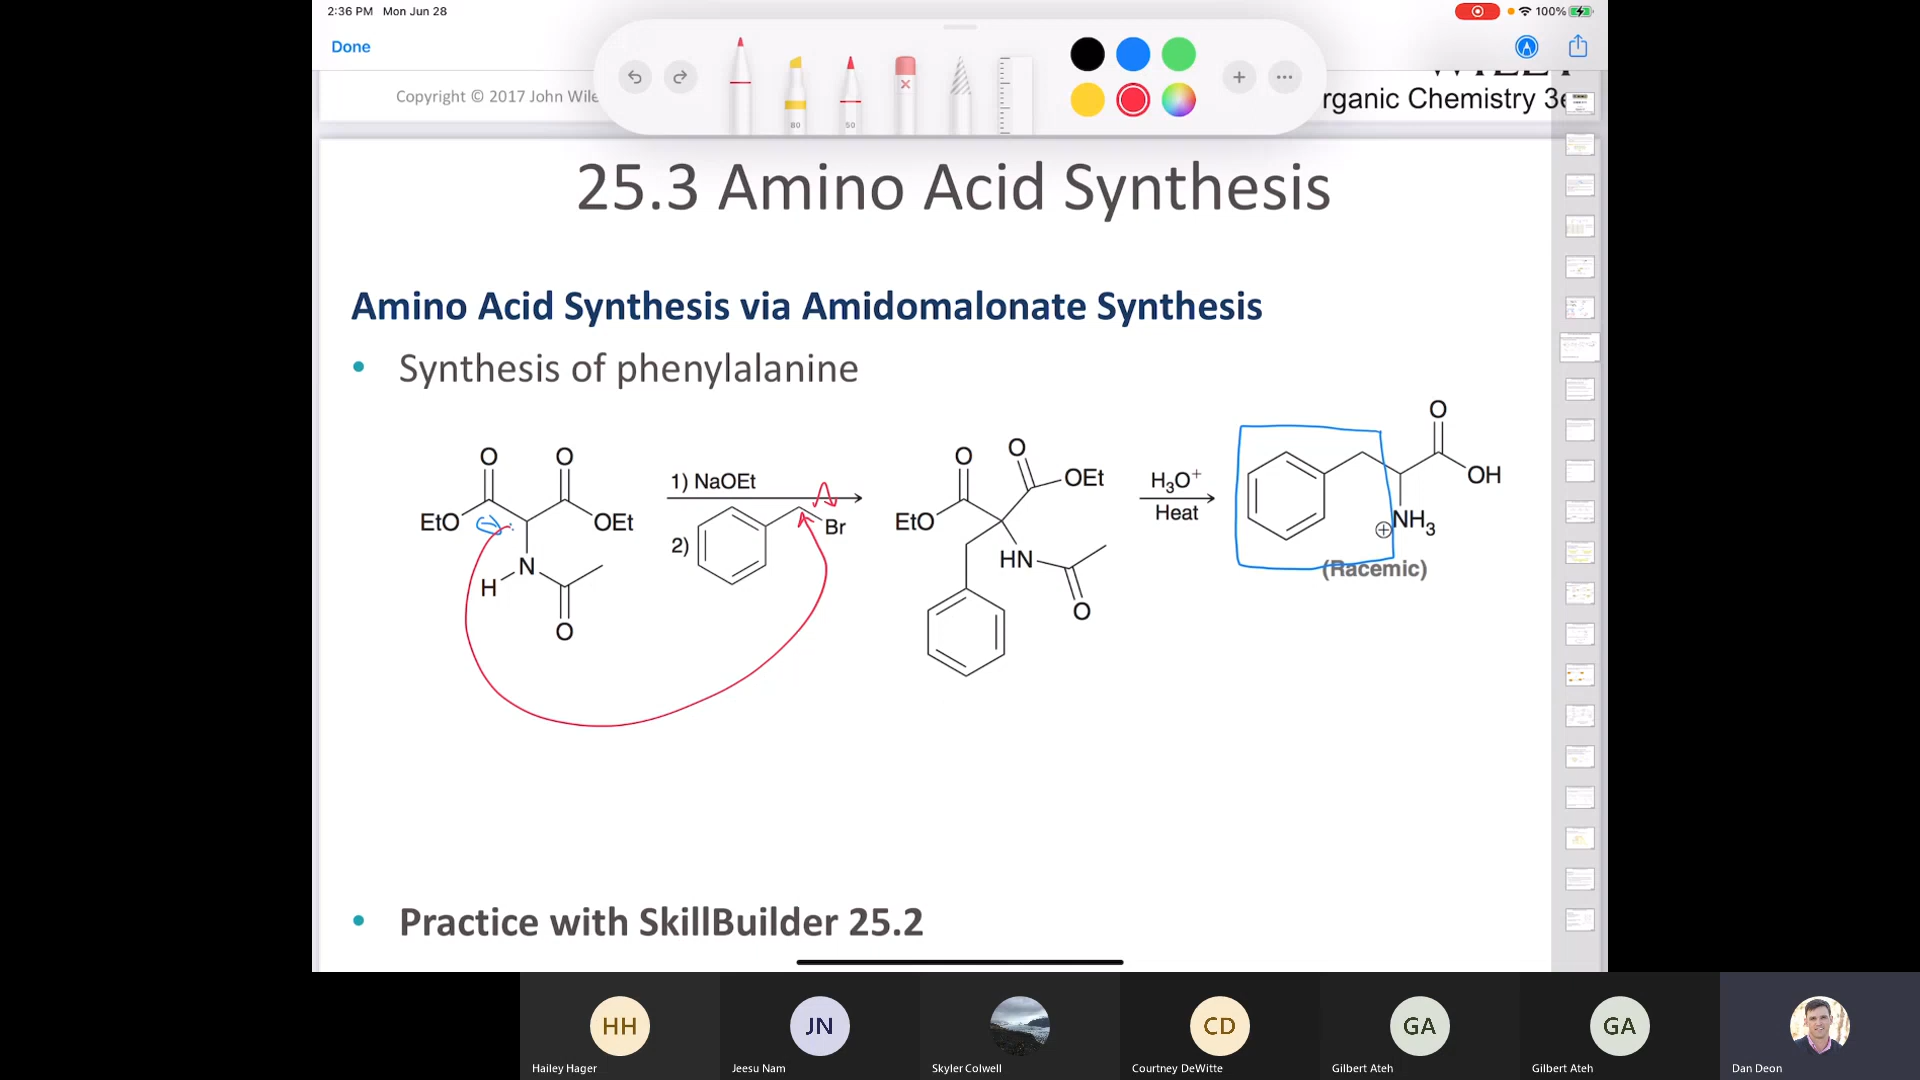 2:36 PM Mon Jun 28
100%
Done
80
50
Copyright © 2017 John Wile
rganic Chemistry 3e
25.3 Amino Acid Synthesis
Amino Acid Synthesis via Amidomalonate Synthesis
• Synthesis of phenylalanine
O O
EtO OEt
N
H
O
1) NaOEt
2) Br
O O
OEt
EtO
HN
O
H3O+
Heat
O
OH
⊕ NH3
(Racemic)
• Practice with SkillBuilder 25.2
HH JN CD GA GA
Hailey Hager Jeesu Nam Skyler Colwell Courtney DeWitte Gilbert Ateh Gilbert Ateh Dan Deon